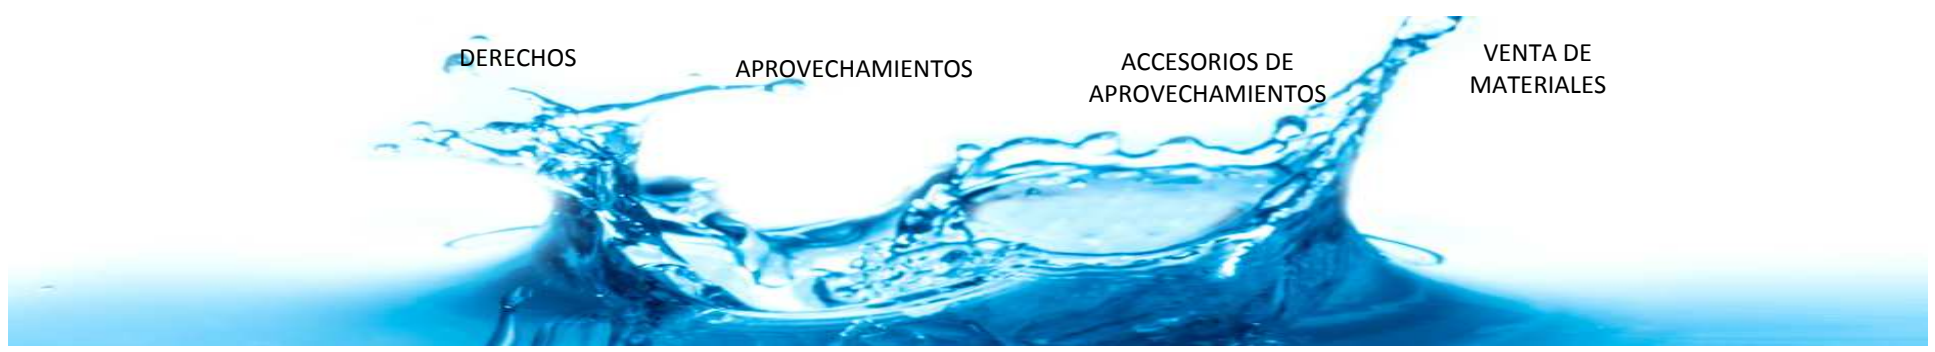 DERECHOS
APROVECHAMIENTOS
ACCESORIOS DE
APROVECHAMIENTOS
VENTA DE
MATERIALES